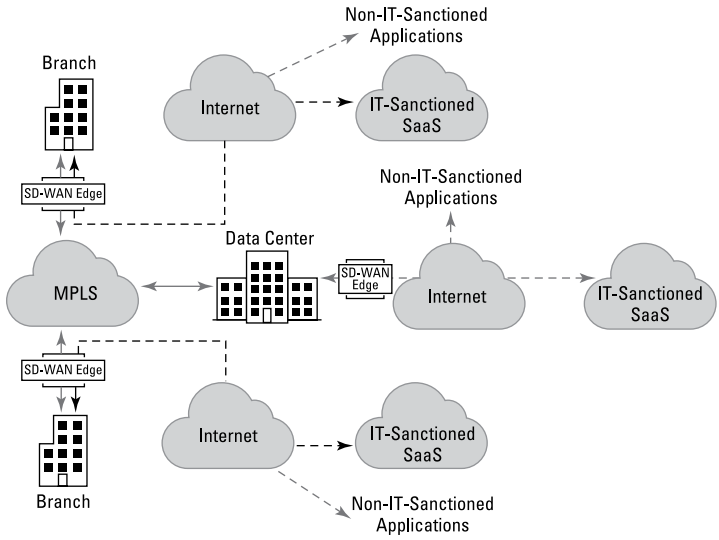 Non-IT-Sanctioned
Applications
Branch
Internet
IT-Sanctioned
SaaS
SD-WAN Edge
Non-IT-Sanctioned
Applications
Data Center
MPLS
SD-WAN
Edge
Internet
IT-Sanctioned
SaaS
SD-WAN Edge
Internet
IT-Sanctioned
SaaS
Branch
Non-IT-Sanctioned
Applications